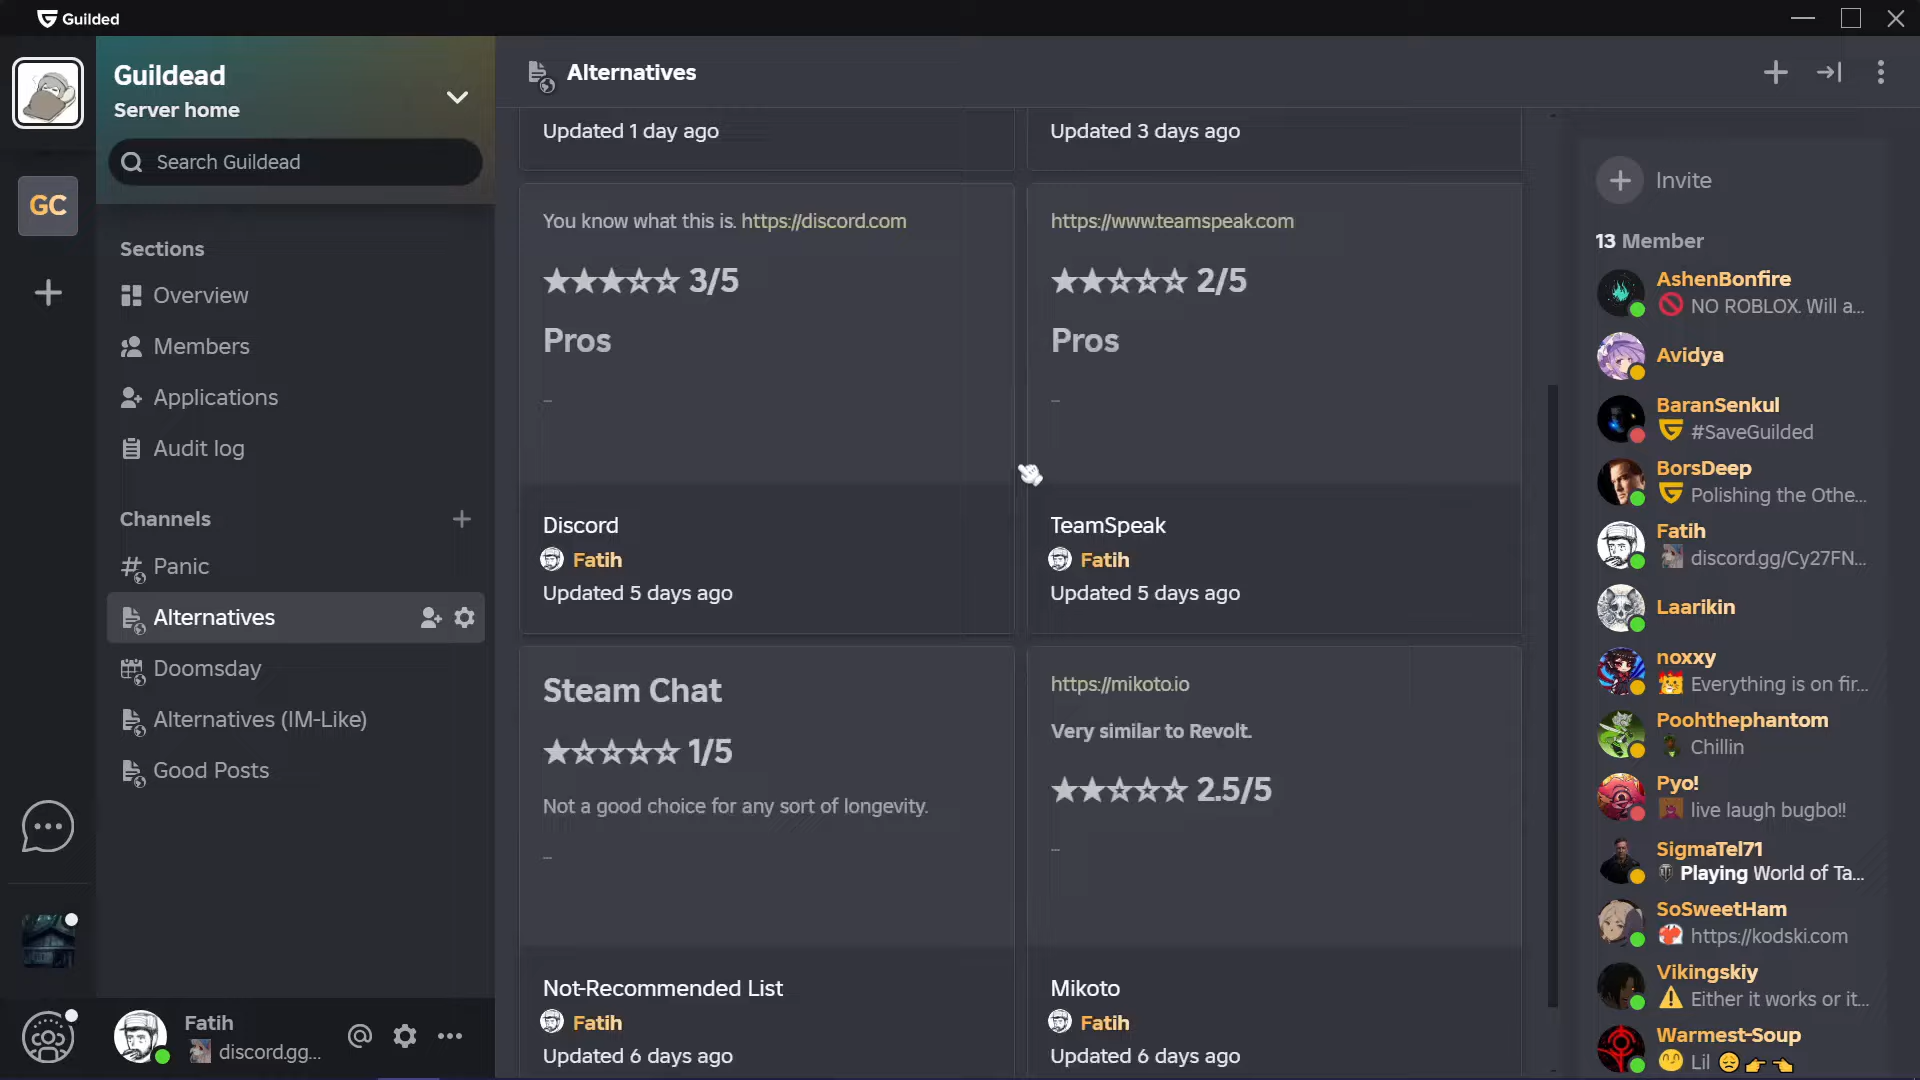 Guilded
Guildead
Server home
Search Guildead
GC
Sections
Overview
Members
Applications
Audit log
Channels
Panic
Alternatives
Doomsday
Alternatives (IM-Like)
Good Posts
Fatih
discord.gg...
Alternatives
Updated 1 day ago
Updated 3 days ago
You know what this is. https://discord.com
★★★☆☆ 3/5
Pros
_
Discord
Fatih
Updated 5 days ago
https://www.teamspeak.com
★★☆☆☆ 2/5
Pros
_
TeamSpeak
Fatih
Updated 5 days ago
Steam Chat
★☆☆☆☆ 1/5
Not a good choice for any sort of longevity.
_
Not-Recommended List
Fatih
Updated 6 days ago
https://mikoto.io
Very similar to Revolt.
★★☆☆☆ 2.5/5
_
Mikoto
Fatih
Updated 6 days ago
Invite
13 Member
AshenBonfire
NO ROBLOX. Will a...
Avidya
BaranSenkul
#SaveGuilded
BorsDeep
Polishing the Othe...
Fatih
discord.gg/Cy27FN...
Laarikin
noxxy
Everything is on fir...
Poohthephantom
Chillin
Pyo!
live laugh bugbo!!
SigmaTel71
Playing World of Ta...
SoSweetHam
https://kodski.com
Vikingskiy
Either it works or it...
Warmest-Soup
Lil 😔👉👈